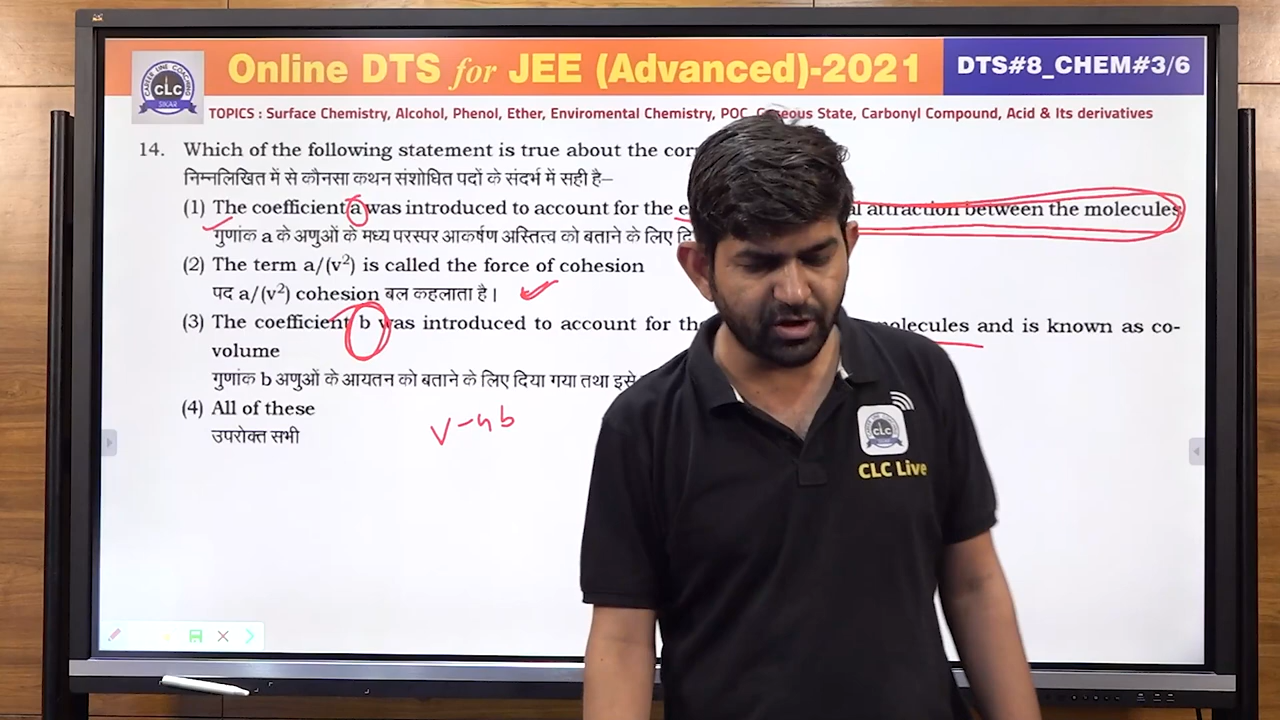 Online DTS for JEE (Advanced)-2021
DTS#8_CHEM#3/6
CAREER LINE COACHING
CLC
SIKAR
TOPICS : Surface Chemistry, Alcohol, Phenol, Ether, Enviromental Chemistry, POC, State, Carbonyl Compound, Acid & Its derivatives
14. Which of the following statement is true about the
निम्नलिखित में से कौनसा कथन संशोधित पदों के संदर्भ में सही है–
(1) The coefficient a was introduced to account for the attraction between the molecules
गुणांक a के अणुओं के मध्य परस्पर आकर्षण अस्तित्व को बताने के लिए
(2) The term a/(v²) is called the force of cohesion
पद a/(v²) cohesion बल कहलाता है।
(3) The coefficient b was introduced to account for molecules and is known as co-
volume
गुणांक b अणुओं के आयतन को बताने के लिए दिया गया तथा इसे
(4) All of these
उपरोक्त सभी
V-nb
CLC
CLC Live